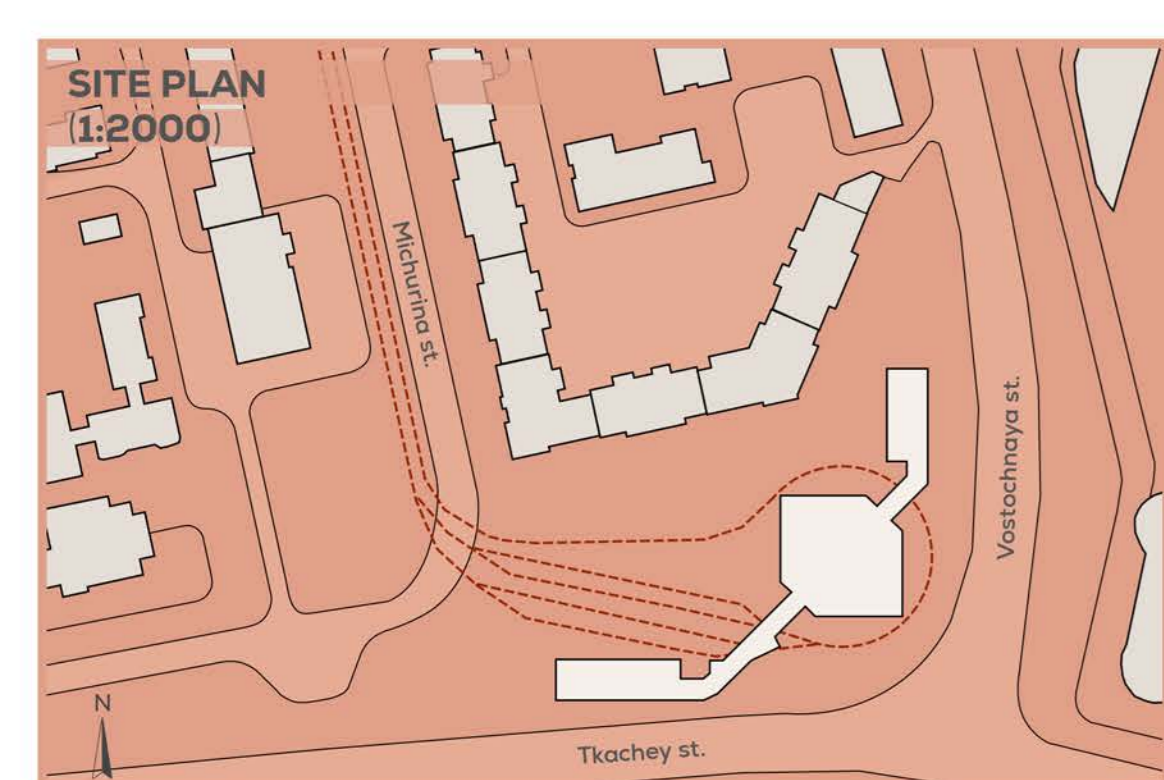 SITE PLAN
(1:2000)
Michurina st.
Vostochnaya st.
N
Tkachey st.